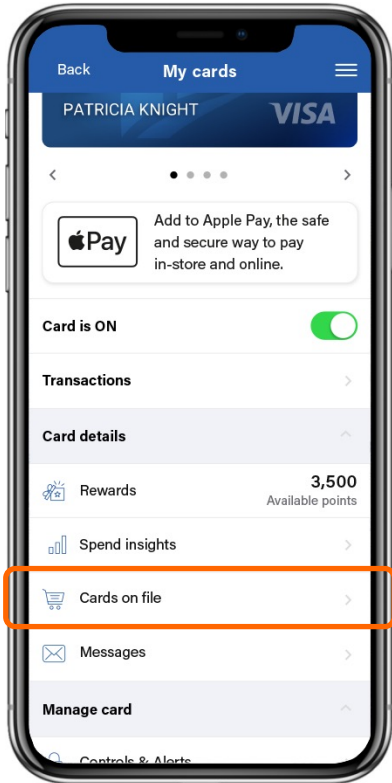 Back My cards
PATRICIA KNIGHT VISA
Pay
Add to Apple Pay, the safe
and secure way to pay
in-store and online.
Card is ON
Transactions
Card details
Rewards 3,500
Available points
Spend insights
Cards on file
Messages
Manage card
Controls & Alerts